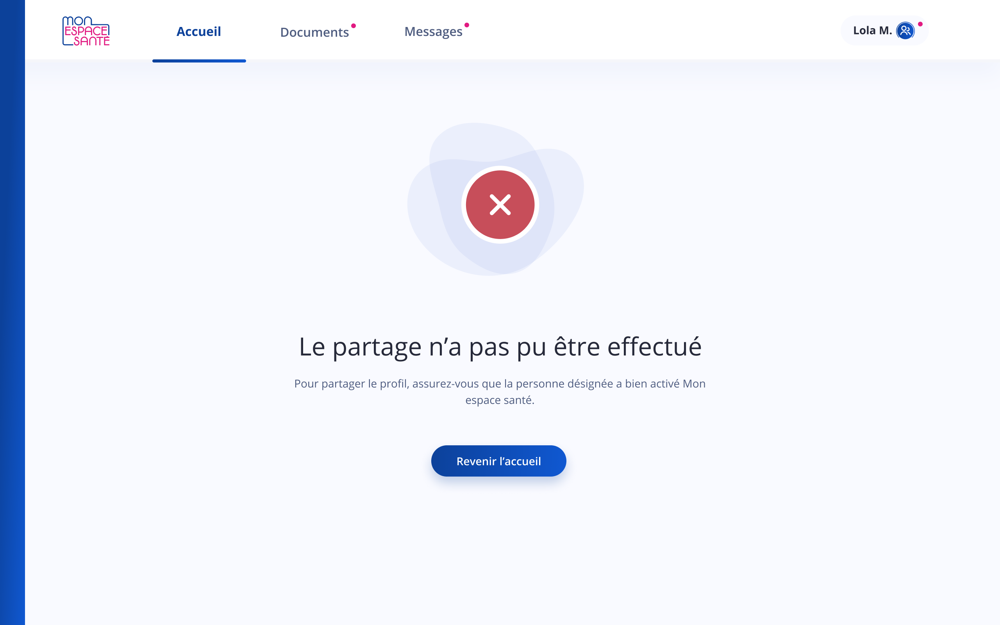 mon
ESPACE
SANTÉ
Accueil
Documents
Messages
Lola M.
Le partage n’a pas pu être effectué
Pour partager le profil, assurez-vous que la personne désignée a bien activé Mon
espace santé.
Revenir l’accueil